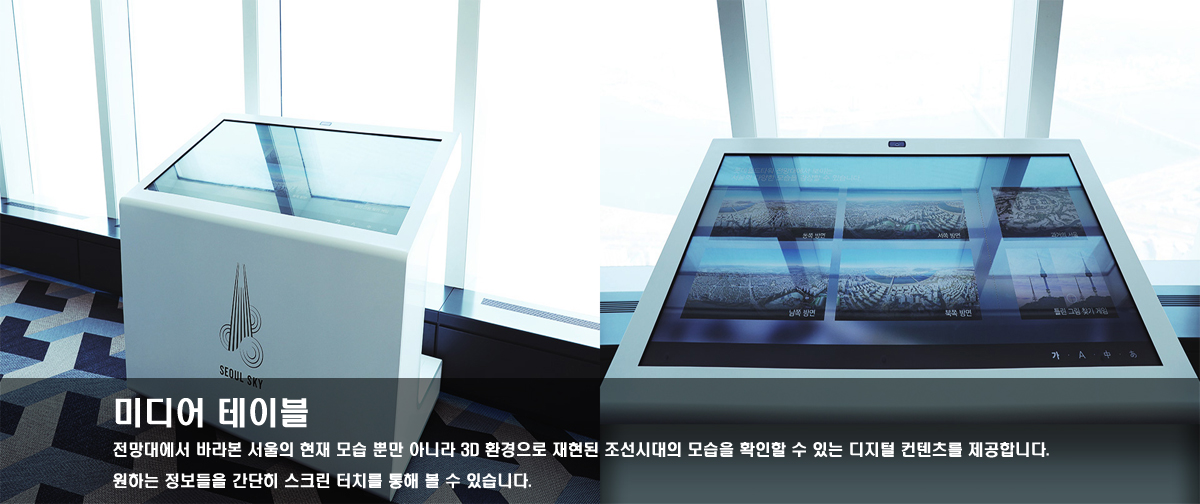 SEOUL SKY
동쪽 방면
서쪽 방면
과거의 서울
남쪽 방면
북쪽 방면
틀린 그림 찾기 게임
가 A 中 あ
미디어 테이블
전망대에서 바라본 서울의 현재 모습 뿐만 아니라 3D 환경으로 재현된 조선시대의 모습을 확인할 수 있는 디지털 컨텐츠를 제공합니다.
원하는 정보들을 간단히 스크린 터치를 통해 볼 수 있습니다.